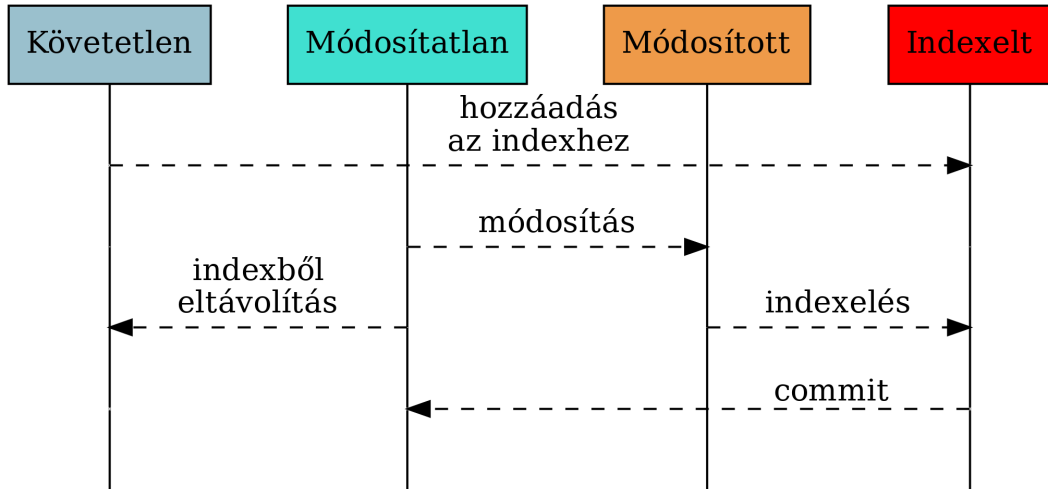 Követetlen
Módosítatlan
Módosított
Indexelt
hozzáadás
az indexhez
módosítás
indexből
eltávolítás
indexelés
commit